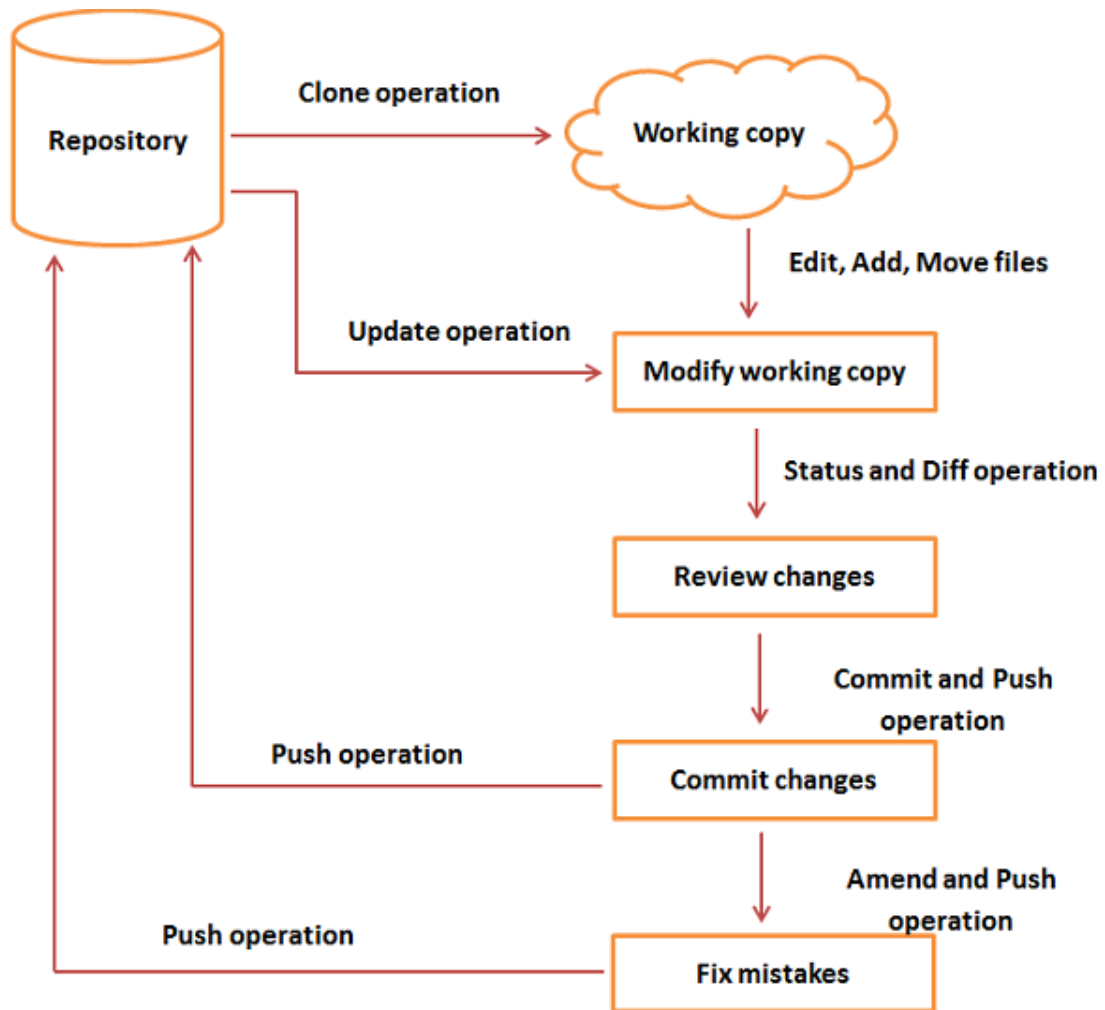 Clone operation
Repository
Working copy
Edit, Add, Move files
Update operation
Modify working copy
Status and Diff operation
Review changes
Commit and Push
operation
Push operation
Commit changes
Amend and Push
operation
Push operation
Fix mistakes